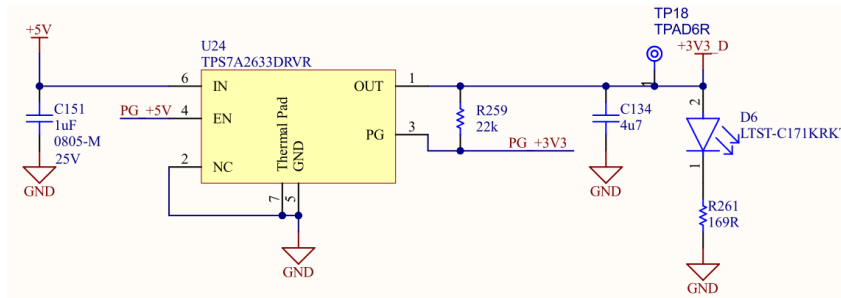 TP18
TPAD6R
+5V
+3V3_D
U24
TPS7A2633DRVR
6
IN
OUT
1
C151
1uF
0805-M
25V
PG_+5V
4
EN
Thermal Pad
GND
PG
3
R259
22k
C134
4u7
2
D6
LTST-C171KRKT
PG_+3V3
2
NC
1
GND
7
5
GND
R261
169R
GND
GND
1